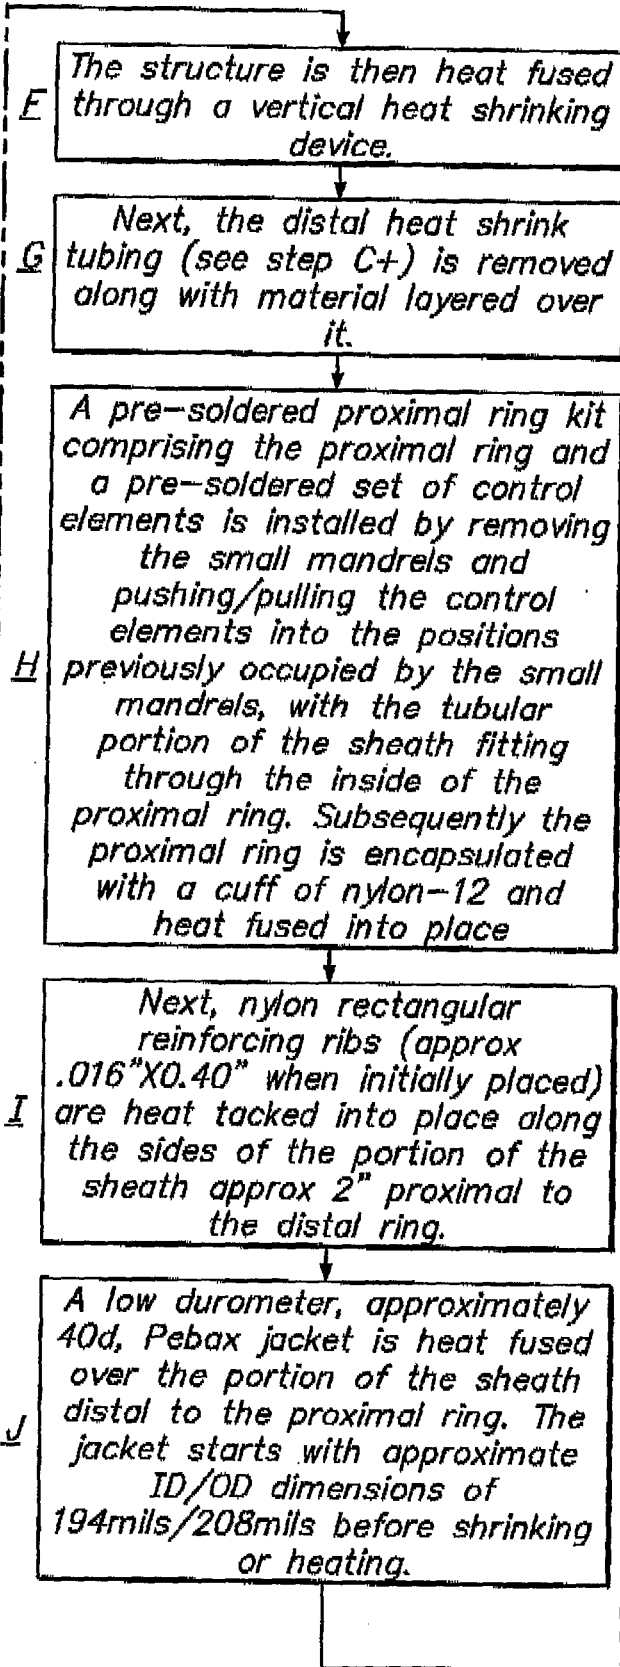 F
The structure is then heat fused
through a vertical heat shrinking
device.
G
Next, the distal heat shrink
tubing (see step C+) is removed
along with material layered over
it.
H
A pre-soldered proximal ring kit
comprising the proximal ring and
a pre-soldered set of control
elements is installed by removing
the small mandrels and
pushing/pulling the control
elements into the positions
previously occupied by the small
mandrels, with the tubular
portion of the sheath fitting
through the inside of the
proximal ring. Subsequently the
proximal ring is encapsulated
with a cuff of nylon-12 and
heat fused into place
I
Next, nylon rectangular
reinforcing ribs (approx
.016"X0.40" when initially placed)
are heat tacked into place along
the sides of the portion of the
sheath approx 2" proximal to
the distal ring.
J
A low durometer, approximately
40d, Pebax jacket is heat fused
over the portion of the sheath
distal to the proximal ring. The
jacket starts with approximate
ID/OD dimensions of
194mils/208mils before shrinking
or heating.